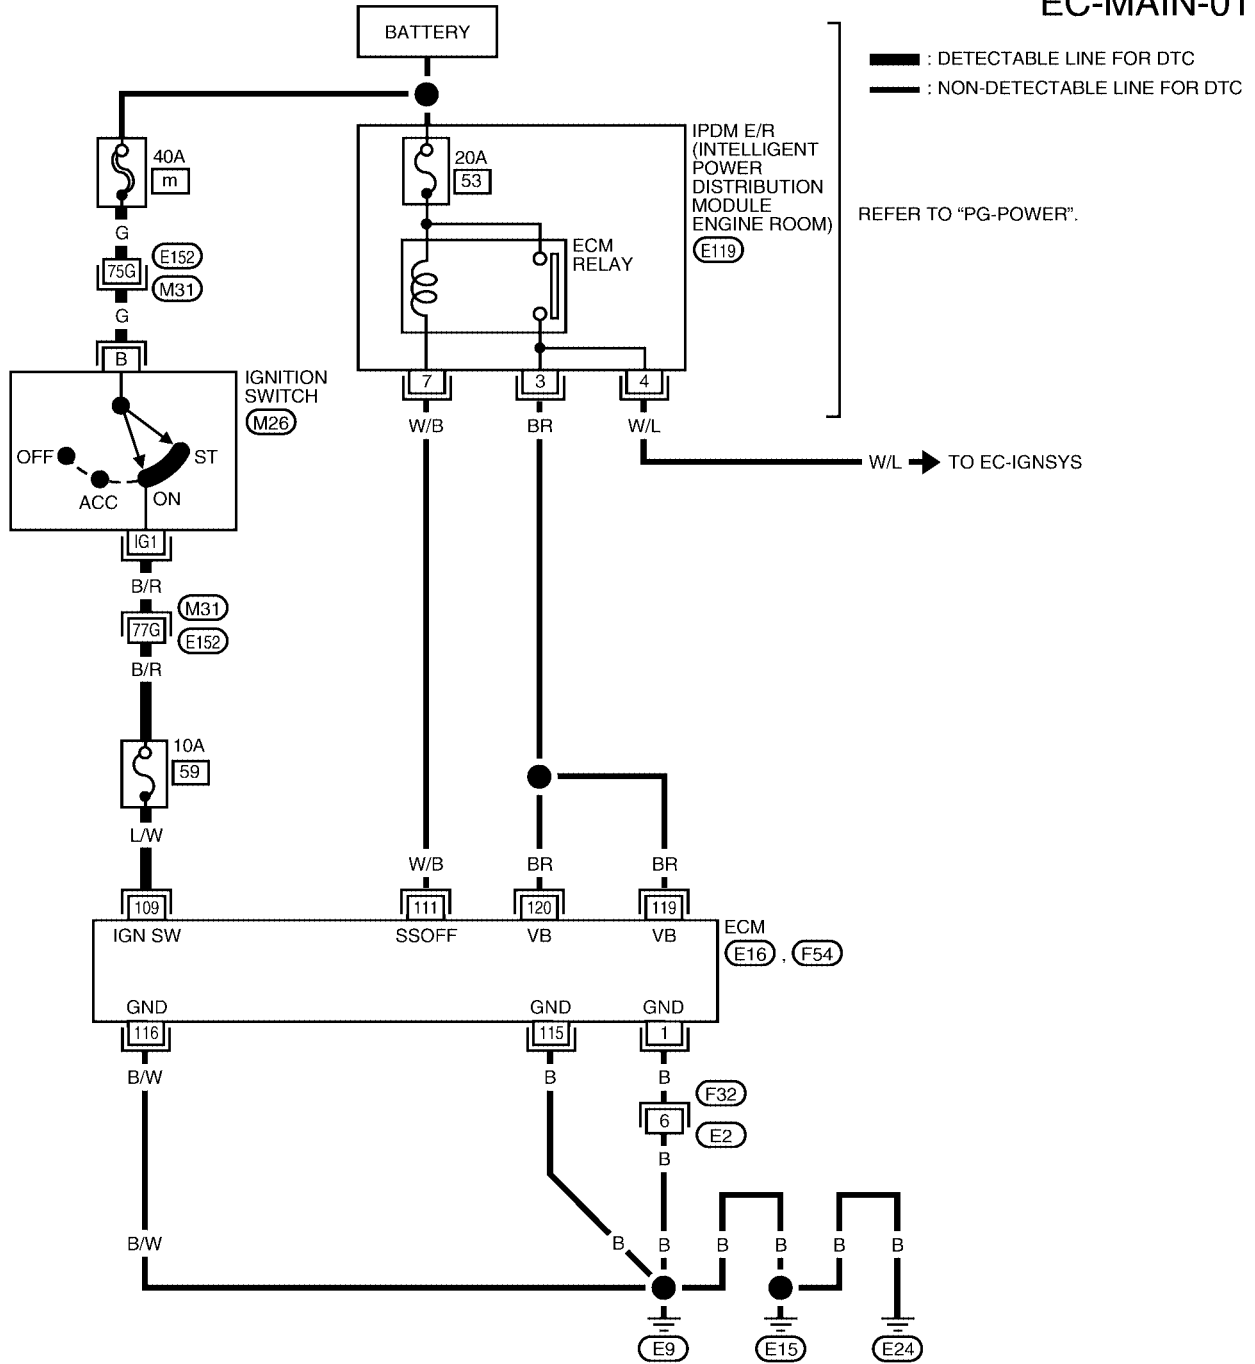 EC-MAIN-01
BATTERY
: DETECTABLE LINE FOR DTC
: NON-DETECTABLE LINE FOR DTC
40A
m
20A
53
IPDM E/R
(INTELLIGENT
POWER
DISTRIBUTION
MODULE
ENGINE ROOM)
E119
REFER TO “PG-POWER”.
G
75G
E152
M31
G
ECM
RELAY
B
7
3
4
IGNITION
SWITCH
M26
W/B
BR
W/L
OFF
ST
ACC
ON
W/L
TO EC-IGNSYS
IG1
B/R
77G
M31
E152
B/R
10A
59
L/W
W/B
BR
BR
109
111
120
119
IGN SW
SSOFF
VB
VB
ECM
E16 , F54
GND
GND
GND
116
115
1
B/W
B
B
F32
6
E2
B
B/W
B
B
B
B
B
B
E9
E15
E24